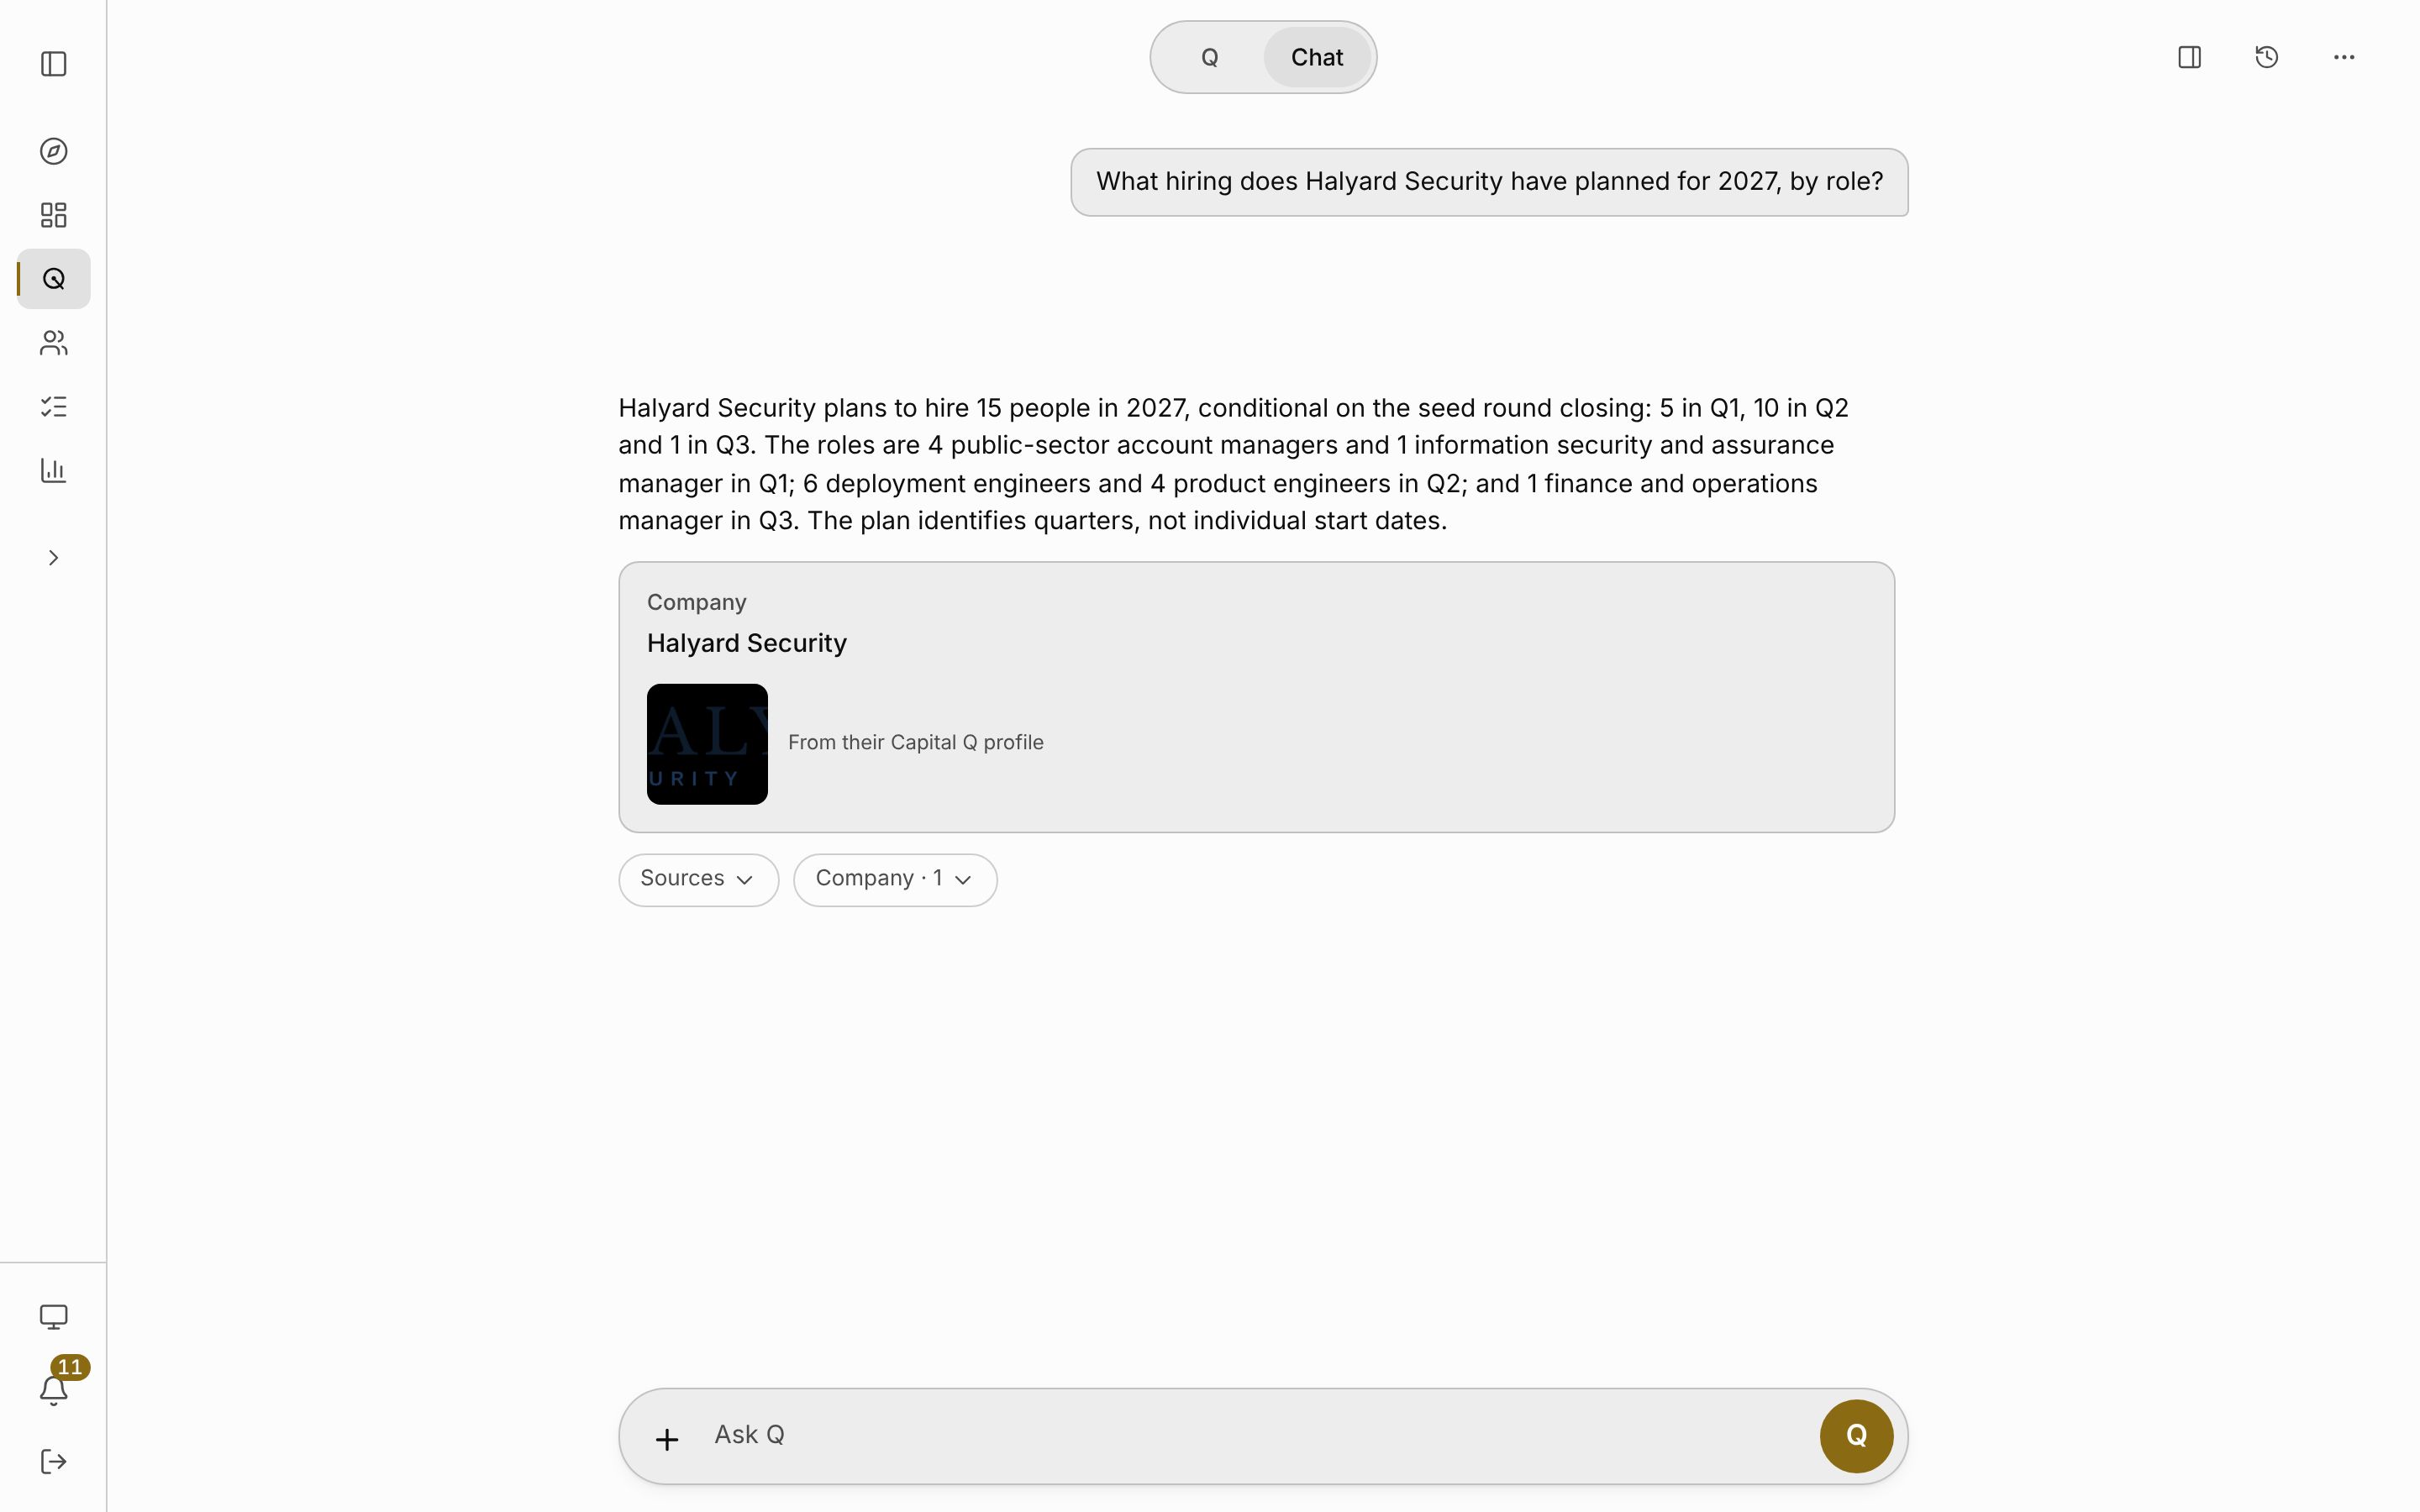 Q
Chat
What hiring does Halyard Security have planned for 2027, by role?
Halyard Security plans to hire 15 people in 2027, conditional on the seed round closing: 5 in Q1, 10 in Q2
and 1 in Q3. The roles are 4 public-sector account managers and 1 information security and assurance
manager in Q1; 6 deployment engineers and 4 product engineers in Q2; and 1 finance and operations
manager in Q3. The plan identifies quarters, not individual start dates.
Company
Halyard Security
ALY
URITY
From their Capital Q profile
Sources
Company · 1
11
Ask Q
Q